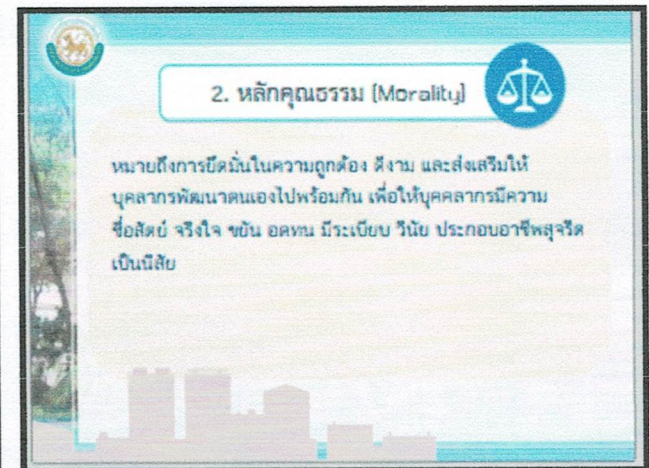 2. หลักคุณธรรม (Morality)
หมายถึงการยึดมั่นในความถูกต้อง ดีงาม และส่งเสริมให้
บุคลากรพัฒนาตนเองไปพร้อมกัน เพื่อให้บุคคลากรมีความ
ซื่อสัตย์ จริงใจ ขยัน อดทน มีระเบียบ วินัย ประกอบอาชีพสุจริต
เป็นนิสัย